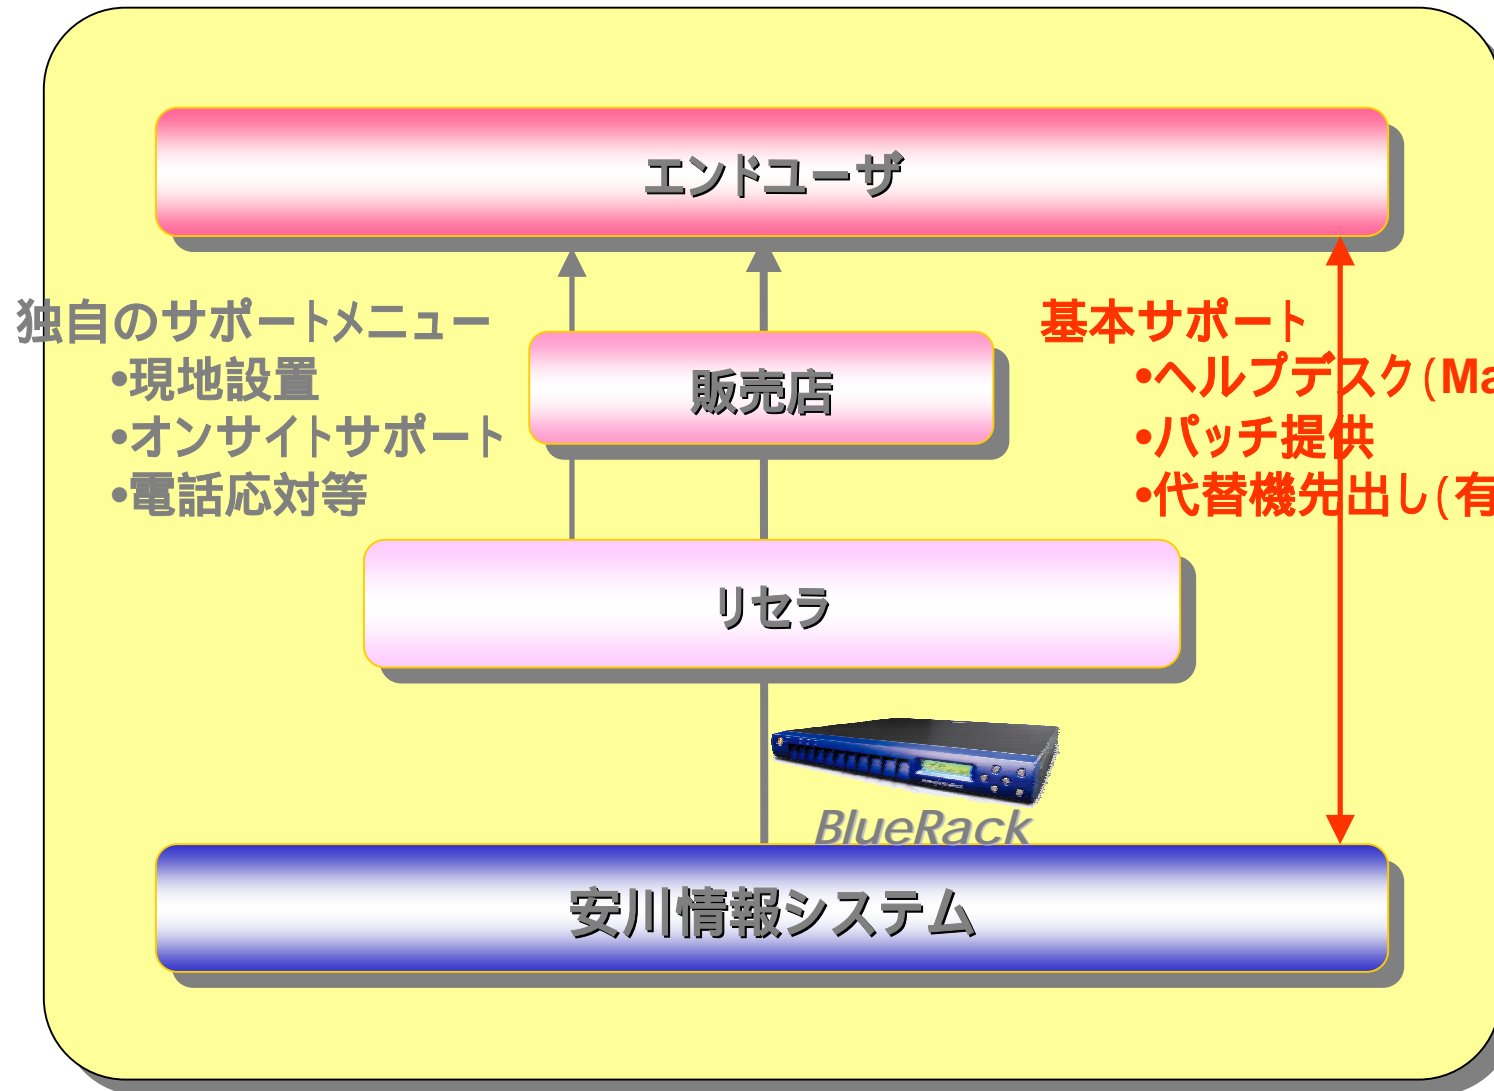 エンドユーザ
独自のサポートメニュー
•現地設置
•オンサイトサポート
•電話応対等
販売店
基本サポート
•ヘルプデスク(Ma
•パッチ提供
•代替機先出し(有
リセラ
BlueRack
安川情報システム